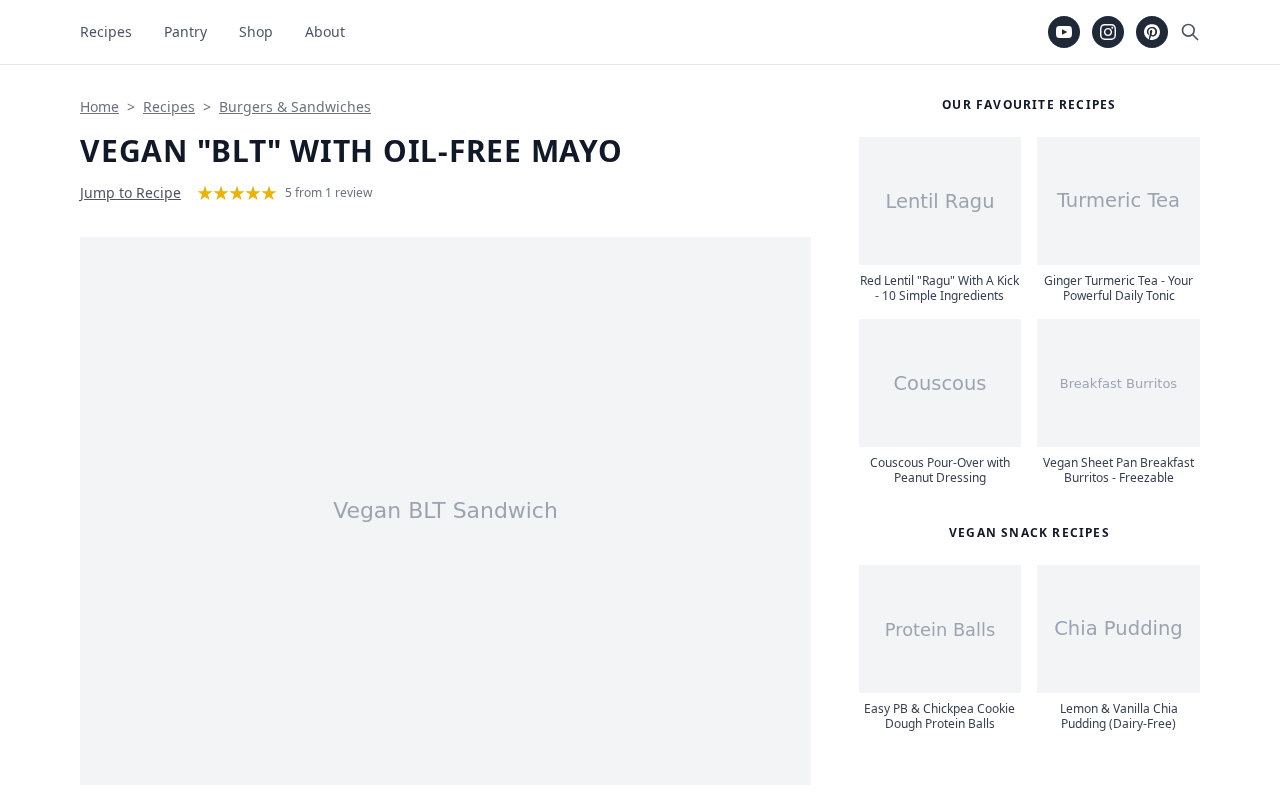 Recipes Pantry Shop About
Home > Recipes > Burgers & Sandwiches
VEGAN "BLT" WITH OIL-FREE MAYO
Jump to Recipe ★★★★★ 5 from 1 review
Vegan BLT Sandwich
OUR FAVOURITE RECIPES
Lentil Ragu
Red Lentil "Ragu" With A Kick
- 10 Simple Ingredients
Turmeric Tea
Ginger Turmeric Tea - Your
Powerful Daily Tonic
Couscous
Couscous Pour-Over with
Peanut Dressing
Breakfast Burritos
Vegan Sheet Pan Breakfast
Burritos - Freezable
VEGAN SNACK RECIPES
Protein Balls
Easy PB & Chickpea Cookie
Dough Protein Balls
Chia Pudding
Lemon & Vanilla Chia
Pudding (Dairy-Free)